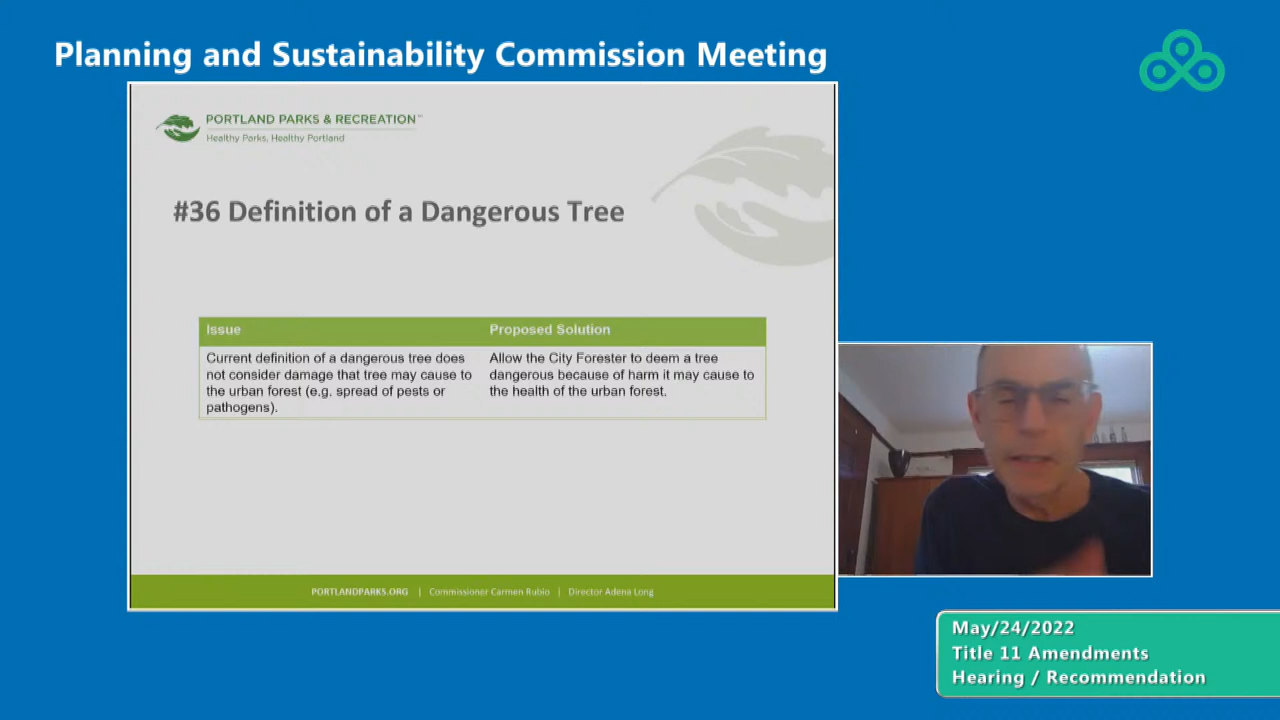 Planning and Sustainability Commission Meeting
PORTLAND PARKS & RECREATION™
Healthy Parks, Healthy Portland
#36 Definition of a Dangerous Tree
Issue
Proposed Solution
Current definition of a dangerous tree does
not consider damage that tree may cause to
the urban forest (e.g. spread of pests or
pathogens).
Allow the City Forester to deem a tree
dangerous because of harm it may cause to
the health of the urban forest.
PORTLANDPARKS.ORG | Commissioner Carmen Rubio | Director Adena Long
May/24/2022
Title 11 Amendments
Hearing / Recommendation